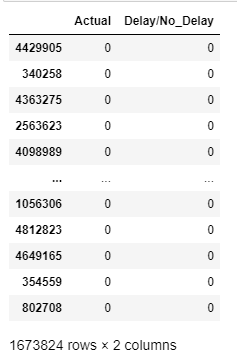 Actual Delay/No_Delay
4429905 0 0
340258 0 0
4363275 0 0
2563623 0 0
4098989 0 0
... ... ...
1056306 0 0
4812823 0 0
4649165 0 0
354559 0 0
802708 0 0
1673824 rows × 2 columns